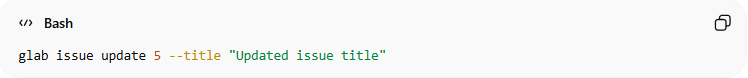 Bash
glab issue update 5 --title "Updated issue title"